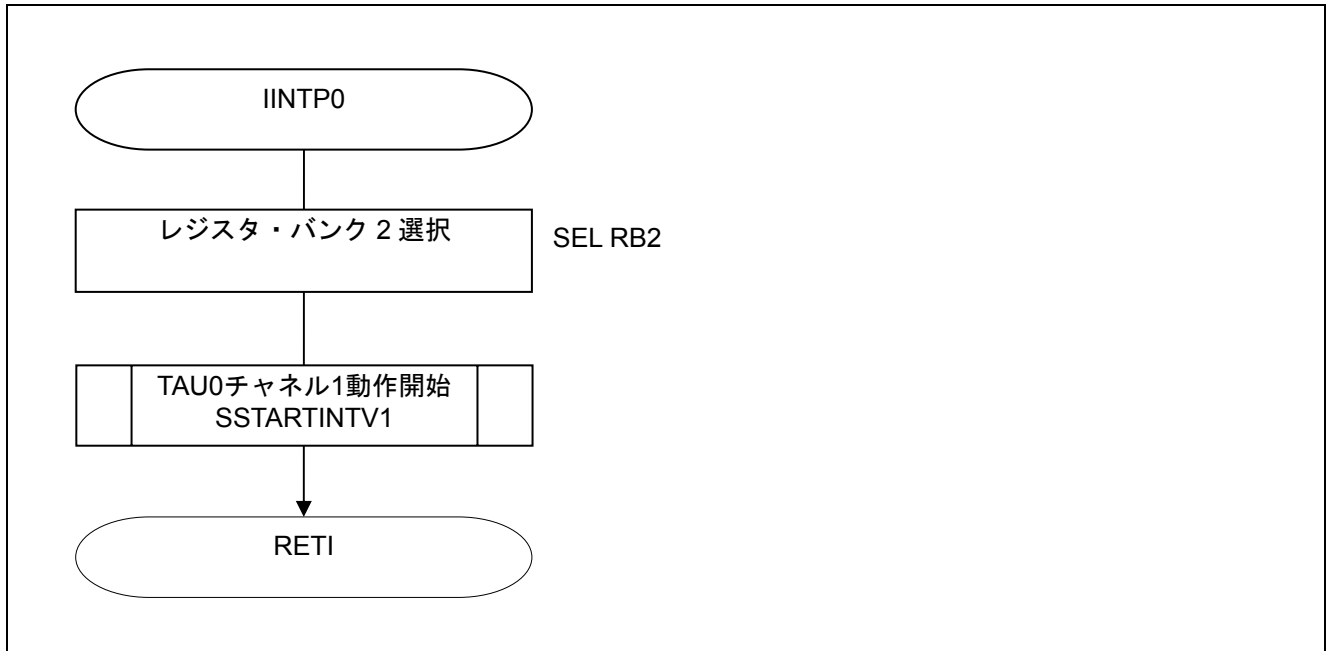 IINTP0
レジスタ・バンク 2 選択
SEL RB2
TAU0チャネル1動作開始
SSTARTINTV1
RETI